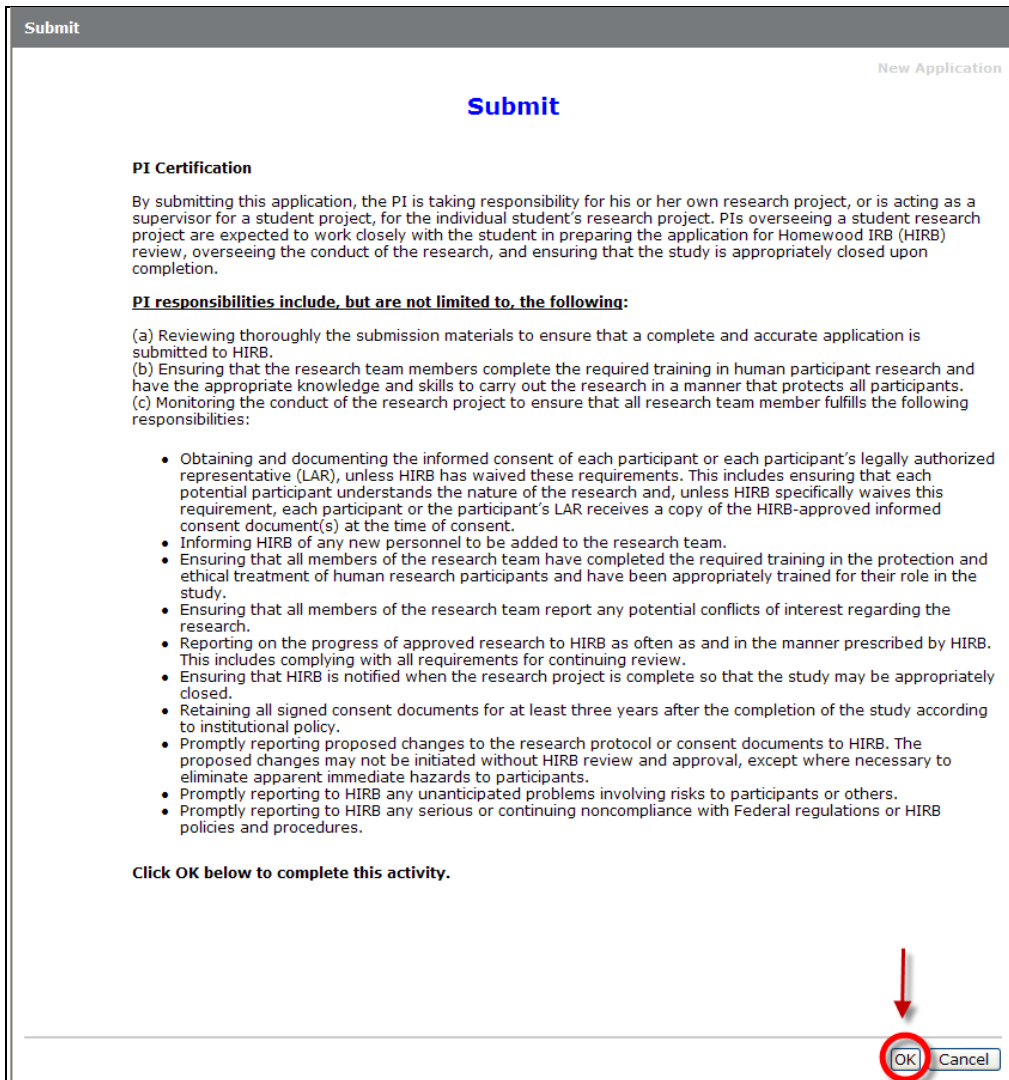 Submit
New Application
Submit
PI Certification
By submitting this application, the PI is taking responsibility for his or her own research project, or is acting as a
supervisor for a student project, for the individual student's research project. PIs overseeing a student research
project are expected to work closely with the student in preparing the application for Homewood IRB (HIRB)
review, overseeing the conduct of the research, and ensuring that the study is appropriately closed upon
completion.
PI responsibilities include, but are not limited to, the following:
(a) Reviewing thoroughly the submission materials to ensure that a complete and accurate application is
submitted to HIRB.
(b) Ensuring that the research team members complete the required training in human participant research and
have the appropriate knowledge and skills to carry out the research in a manner that protects all participants.
(c) Monitoring the conduct of the research project to ensure that all research team member fulfills the following
responsibilities:
• Obtaining and documenting the informed consent of each participant or each participant's legally authorized
representative (LAR), unless HIRB has waived these requirements. This includes ensuring that each
potential participant understands the nature of the research and, unless HIRB specifically waives this
requirement, each participant or the participant's LAR receives a copy of the HIRB-approved informed
consent document(s) at the time of consent.
• Informing HIRB of any new personnel to be added to the research team.
• Ensuring that all members of the research team have completed the required training in the protection and
ethical treatment of human research participants and have been appropriately trained for their role in the
study.
• Ensuring that all members of the research team report any potential conflicts of interest regarding the
research.
• Reporting on the progress of approved research to HIRB as often as and in the manner prescribed by HIRB.
This includes complying with all requirements for continuing review.
• Ensuring that HIRB is notified when the research project is complete so that the study may be appropriately
closed.
• Retaining all signed consent documents for at least three years after the completion of the study according
to institutional policy.
• Promptly reporting proposed changes to the research protocol or consent documents to HIRB. The
proposed changes may not be initiated without HIRB review and approval, except where necessary to
eliminate apparent immediate hazards to participants.
• Promptly reporting to HIRB any unanticipated problems involving risks to participants or others.
• Promptly reporting to HIRB any serious or continuing noncompliance with Federal regulations or HIRB
policies and procedures.
Click OK below to complete this activity.
OK Cancel